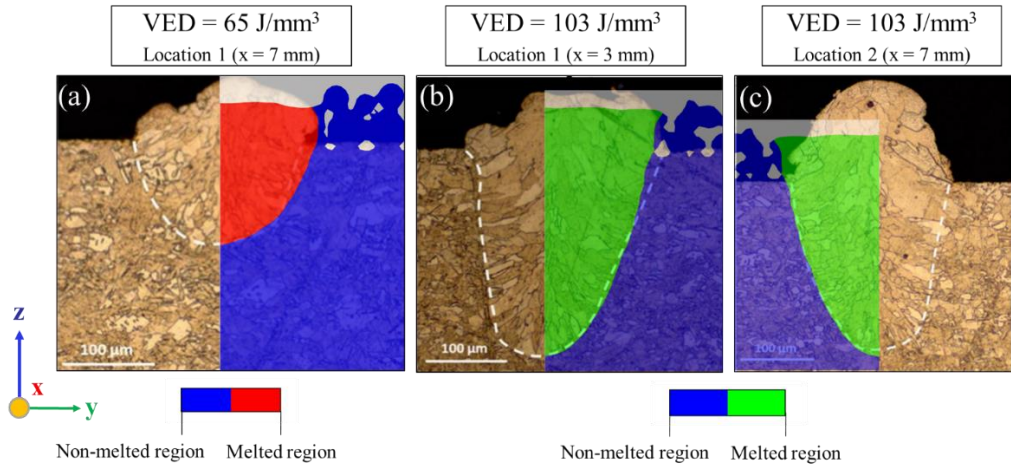 VED = 65 J/mm³
Location 1 (x = 7 mm)
VED = 103 J/mm³
Location 1 (x = 3 mm)
VED = 103 J/mm³
Location 2 (x = 7 mm)
(a)
(b)
(c)
100 µm
100 µm
100 µm
z
x
y
Non-melted region
Melted region
Non-melted region
Melted region